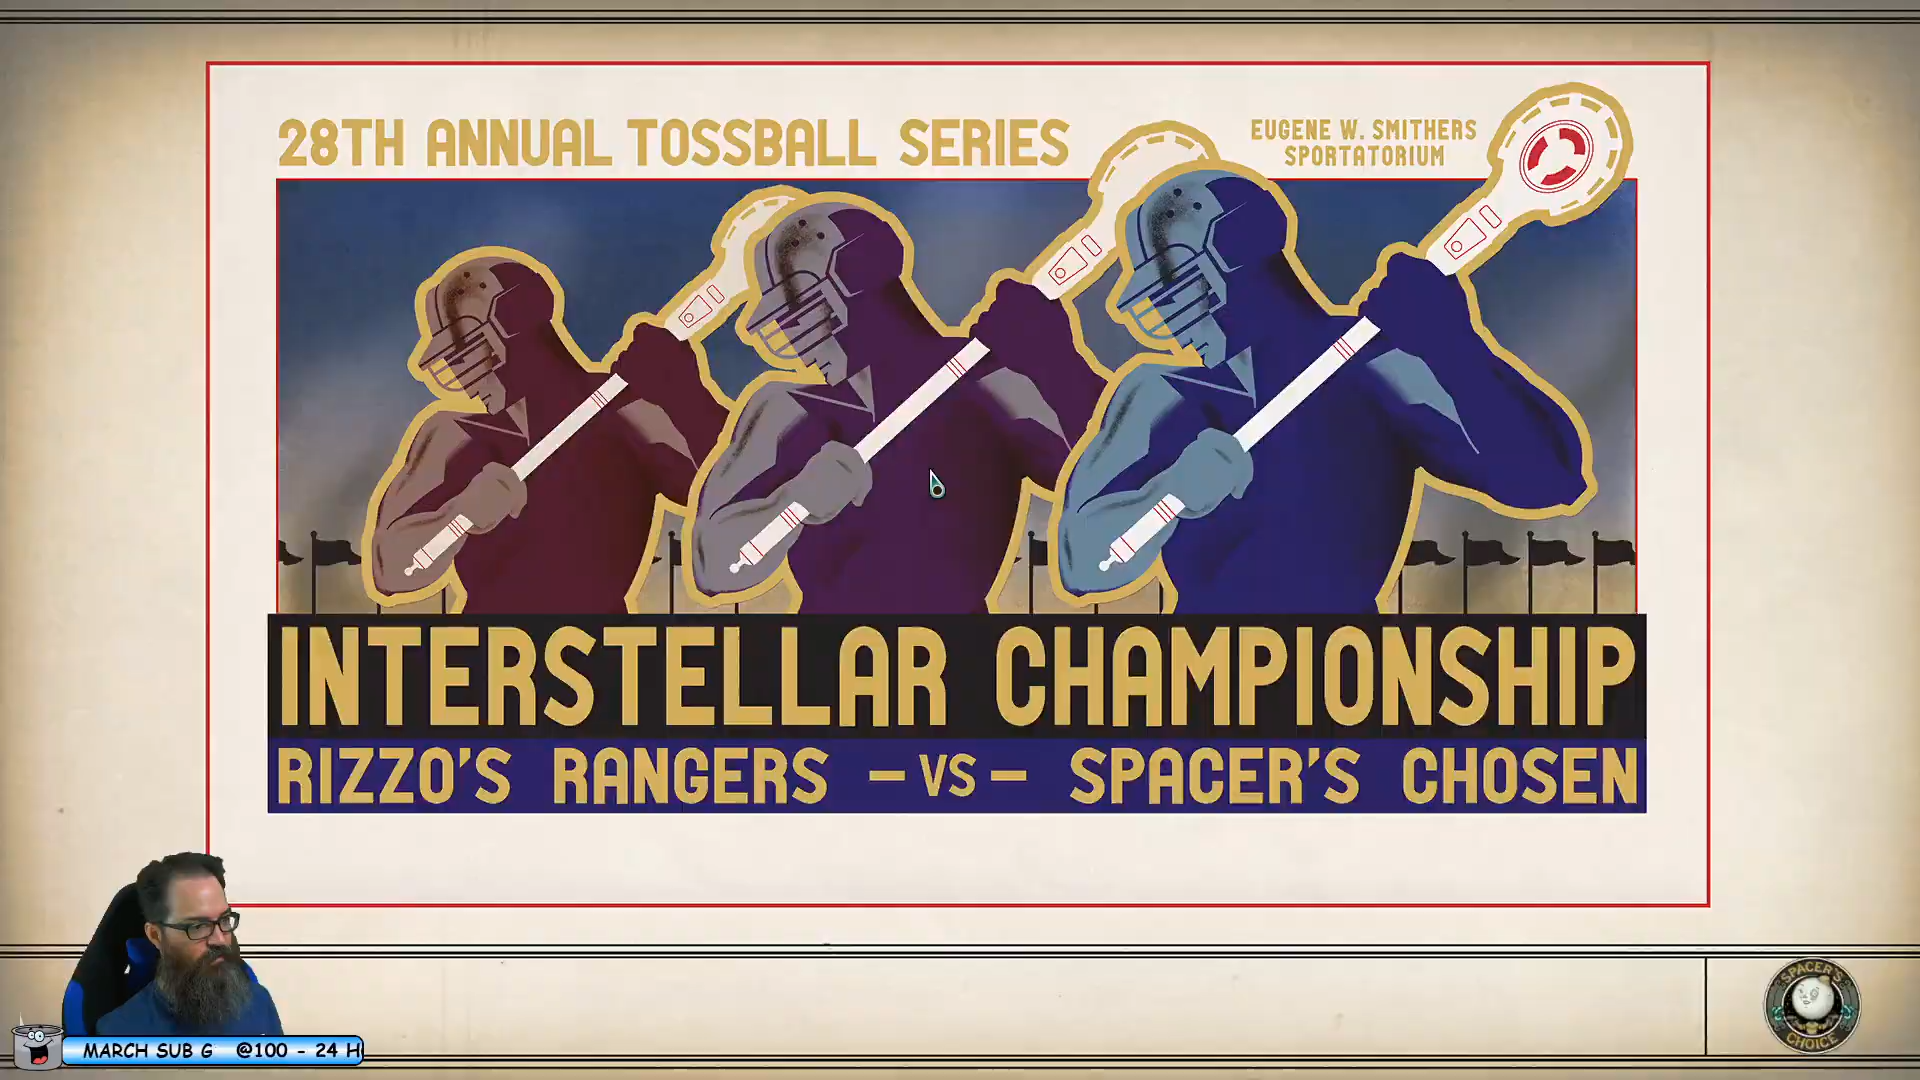 28TH ANNUAL TOSSBALL SERIES
EUGENE W. SMITHERS
SPORTATORIUM
INTERSTELLAR CHAMPIONSHIP
RIZZO'S RANGERS - VS - SPACER'S CHOSEN
SPACER'S
CHOICE
MARCH SUB G @100 - 24 H